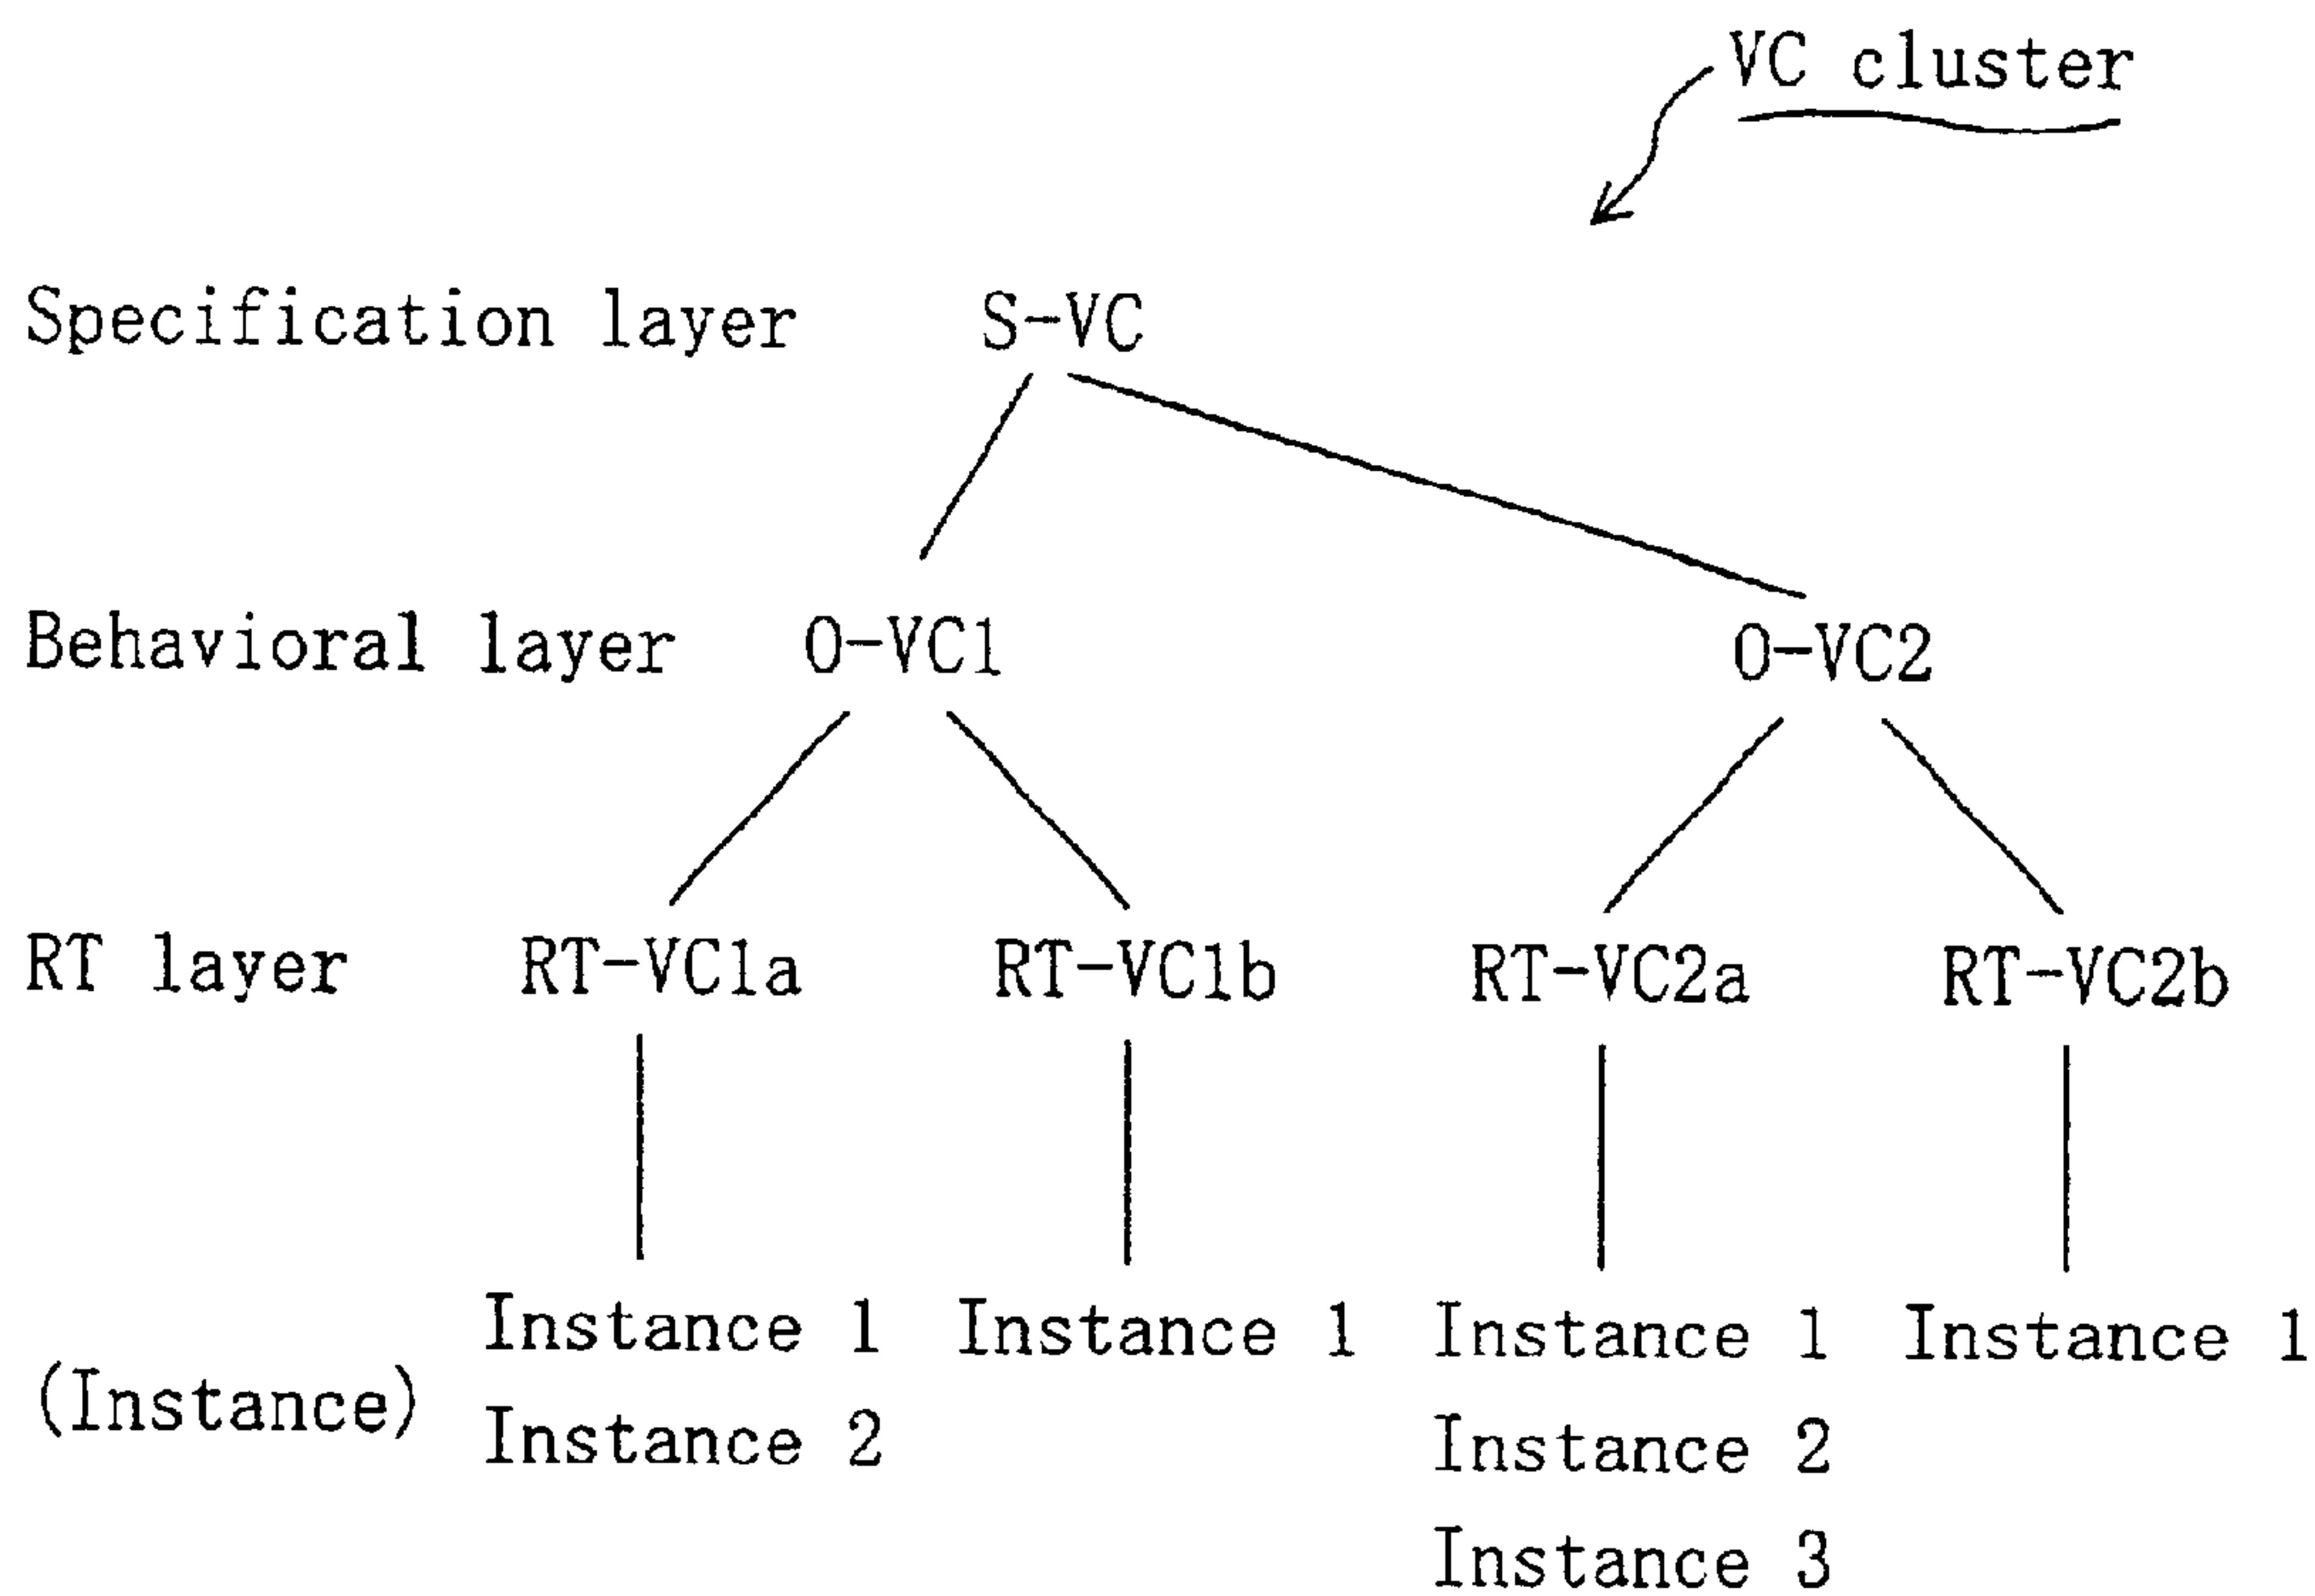 VC cluster
Specification layer S-VC
Behavioral layer O-VC1 O-VC2
RT layer RT-VC1a RT-VC1b RT-VC2a RT-VC2b
Instance 1 Instance 1 Instance 1 Instance 1
(Instance) Instance 2 Instance 2
Instance 3